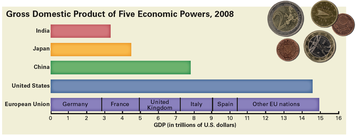 Gross Domestic Product of Five Economic Powers, 2008
India
Japan
China
United States
European Union
Germany
France
United
Kingdom
Italy
Spain
Other EU nations
0 1 2 3 4 5 6 7 8 9 10 11 12 13 14 15 16
GDP (in trillions of U.S. dollars)